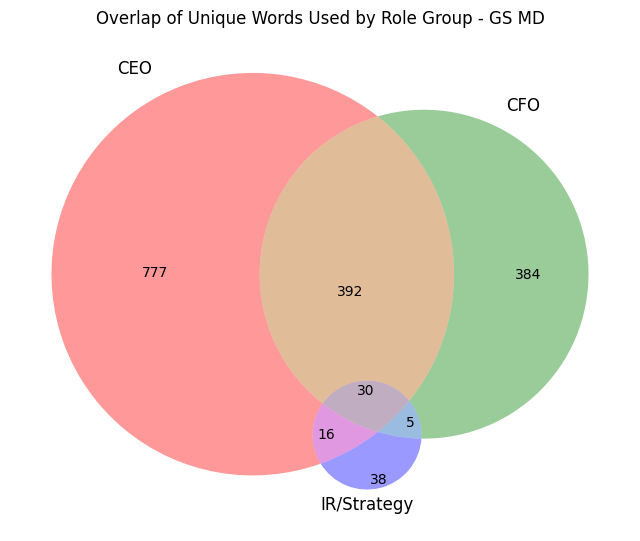 Overlap of Unique Words Used by Role Group - GS MD
CEO
CFO
777
392
384
30
16
5
38
IR/Strategy